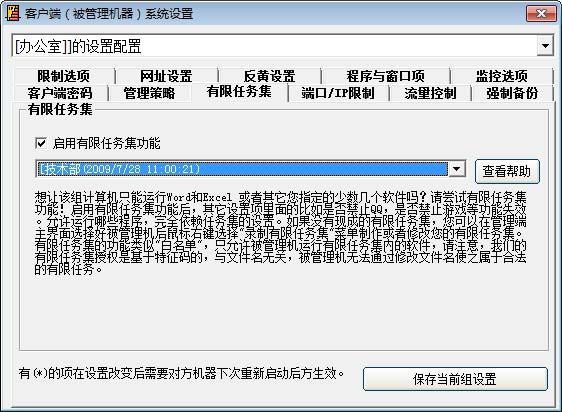 客户端（被管理机器）系统设置
[办公室]]的设置配置
限制选项 网址设置 反黄设置 程序与窗口项 监控选项
客户端密码 管理策略 有限任务集 端口/IP限制 流量控制 强制备份
有限任务集
启用有限任务集功能
[技术部(2009/7/28 11:00:21)
查看帮助
想让该组计算机只能运行Word和Excel 或者其它您指定的少数几个软件吗？请尝试有限任务集
功能！启用有限任务集功能后，其它设置项里面的比如是否禁止QQ，是否禁止游戏等功能失效
。允许运行哪些程序，完全依赖任务集的设置。如果没有现成的有限任务集，您可以在管理端
主界面选择好被管理机后鼠标右键选择"录制有限任务集"菜单制作或者修改您的有限任务集。
有限任务集的功能类似"白名单"，只允许被管理机运行有限任务集内的软件，请注意，我们的
有限任务集授权是基于特征码的，与文件名无关，被管理机无法通过修改文件名使之属于合法
的有限任务。
有(*)的项在设置改变后需要对方机器下次重新启动后方生效。
保存当前组设置